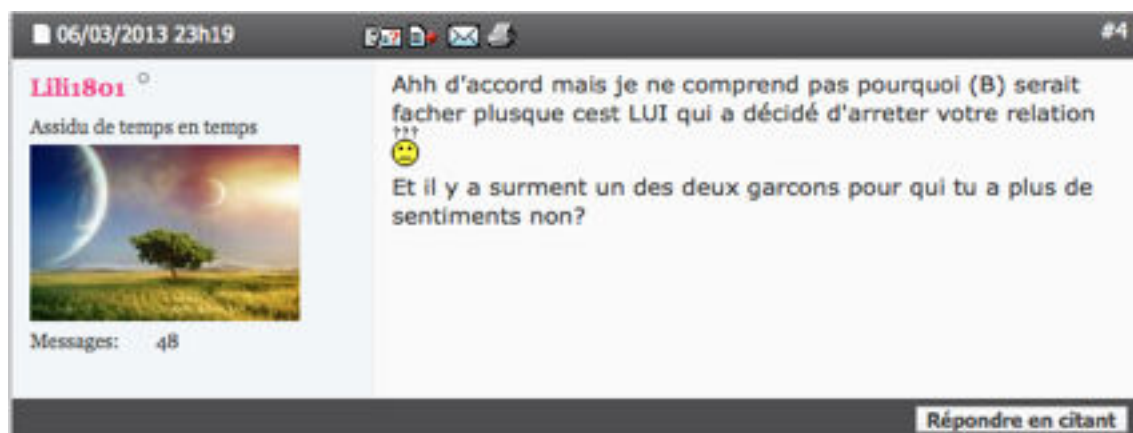 06/03/2013 23h19
#4
Lili1801
Assidu de temps en temps
Messages: 48
Ahh d'accord mais je ne comprend pas pourquoi (B) serait
facher plusque cest LUI qui a décidé d'arreter votre relation
???
Et il y a surment un des deux garcons pour qui tu a plus de
sentiments non?
Répondre en citant